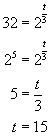 32 = 2^{t/3}
2^5 = 2^{t/3}
5 = t/3
t = 15